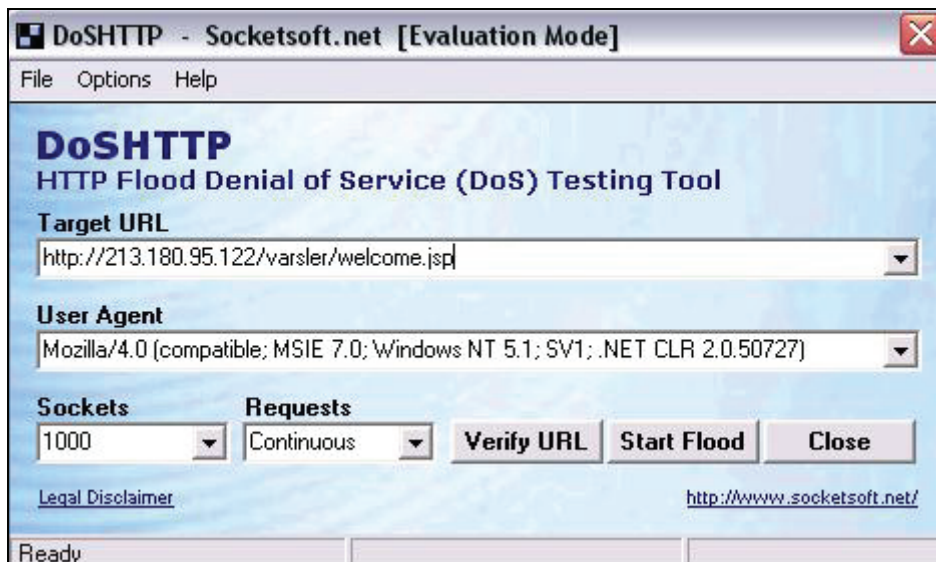 DoSHTTP - Socketsoft.net [Evaluation Mode]
File Options Help
DoSHTTP
HTTP Flood Denial of Service (DoS) Testing Tool
Target URL
http://213.180.95.122/varsler/welcome.jsp
User Agent
Mozilla/4.0 (compatible; MSIE 7.0; Windows NT 5.1; SV1; .NET CLR 2.0.50727)
Sockets Requests
1000 Continuous Verify URL Start Flood Close
Legal Disclaimer http://www.socketsoft.net/
Ready